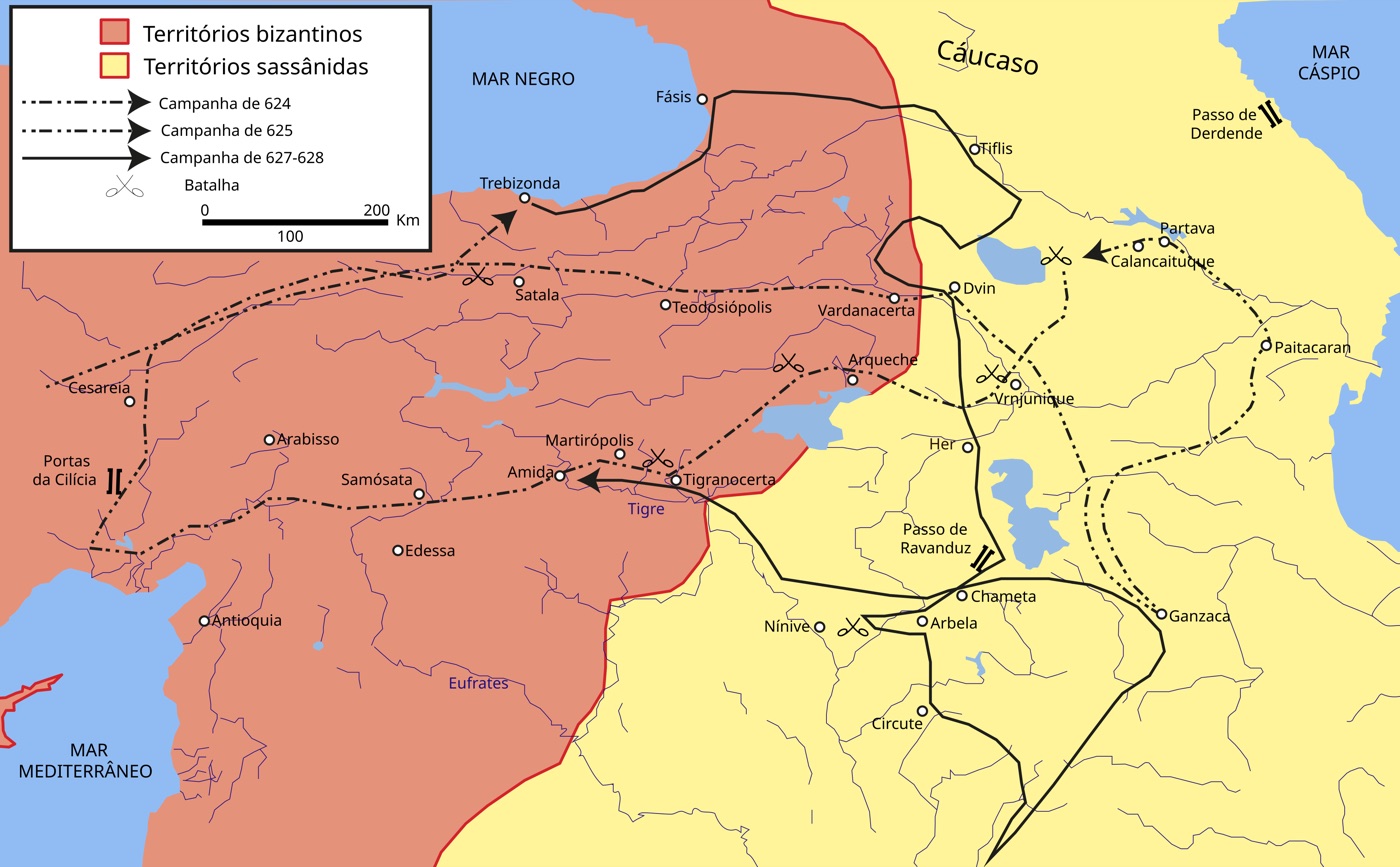 Territórios bizantinos
Territórios sassânidas
Campanha de 624
Campanha de 625
Campanha de 627-628
Batalha
0
200
Km
100
MAR NEGRO
Cáucaso
MAR
CÁSPIO
Fásis
Passo de
Derdende
Tiflis
Trebizonda
Partava
Calancaituque
Satala
Teodosiópolis
Vardanacerta
Dvin
Paitacaran
Arqueche
Cesareia
Vrnjunique
Arabisso
Martirópolis
Her
Portas
da Cilícia
Samósata
Amida
Tigranocerta
Tigre
Passo de
Ravanduz
Edessa
Chameta
Ganzaca
Antioquia
Nínive
Arbela
Eufrates
Circute
MAR
MEDITERRÂNEO